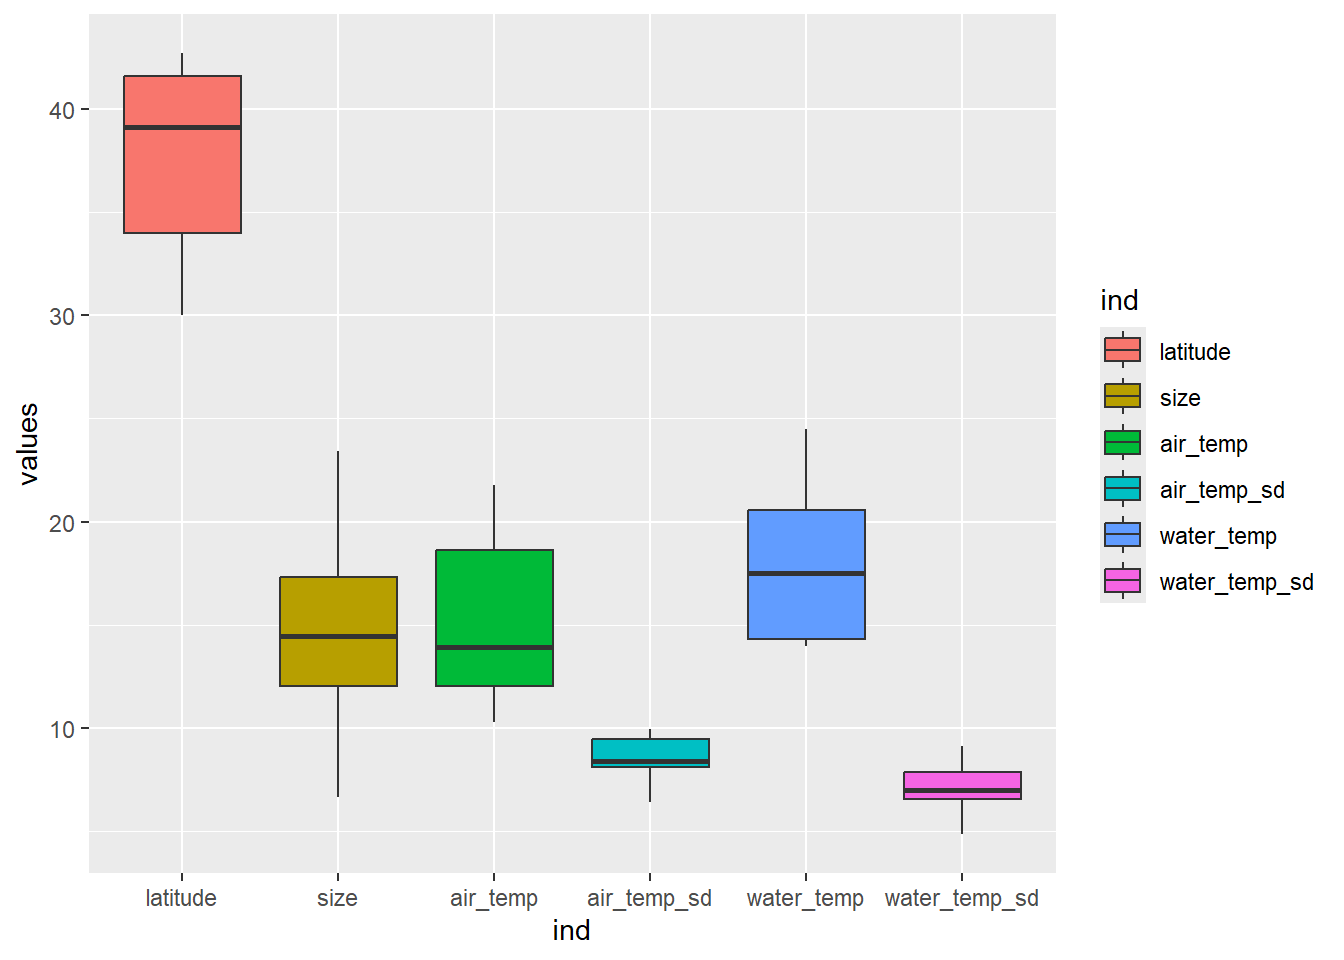 values
40
30
20
10
latitude
size
air_temp
air_temp_sd
water_temp
water_temp_sd
ind
ind
latitude
size
air_temp
air_temp_sd
water_temp
water_temp_sd